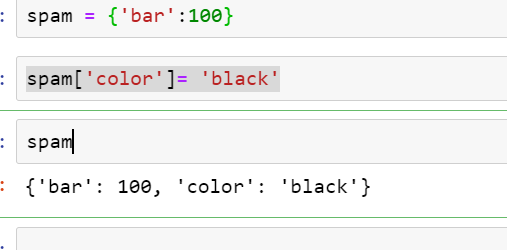 : spam = {'bar':100}
: spam['color']= 'black'
: spam
: {'bar': 100, 'color': 'black'}
: